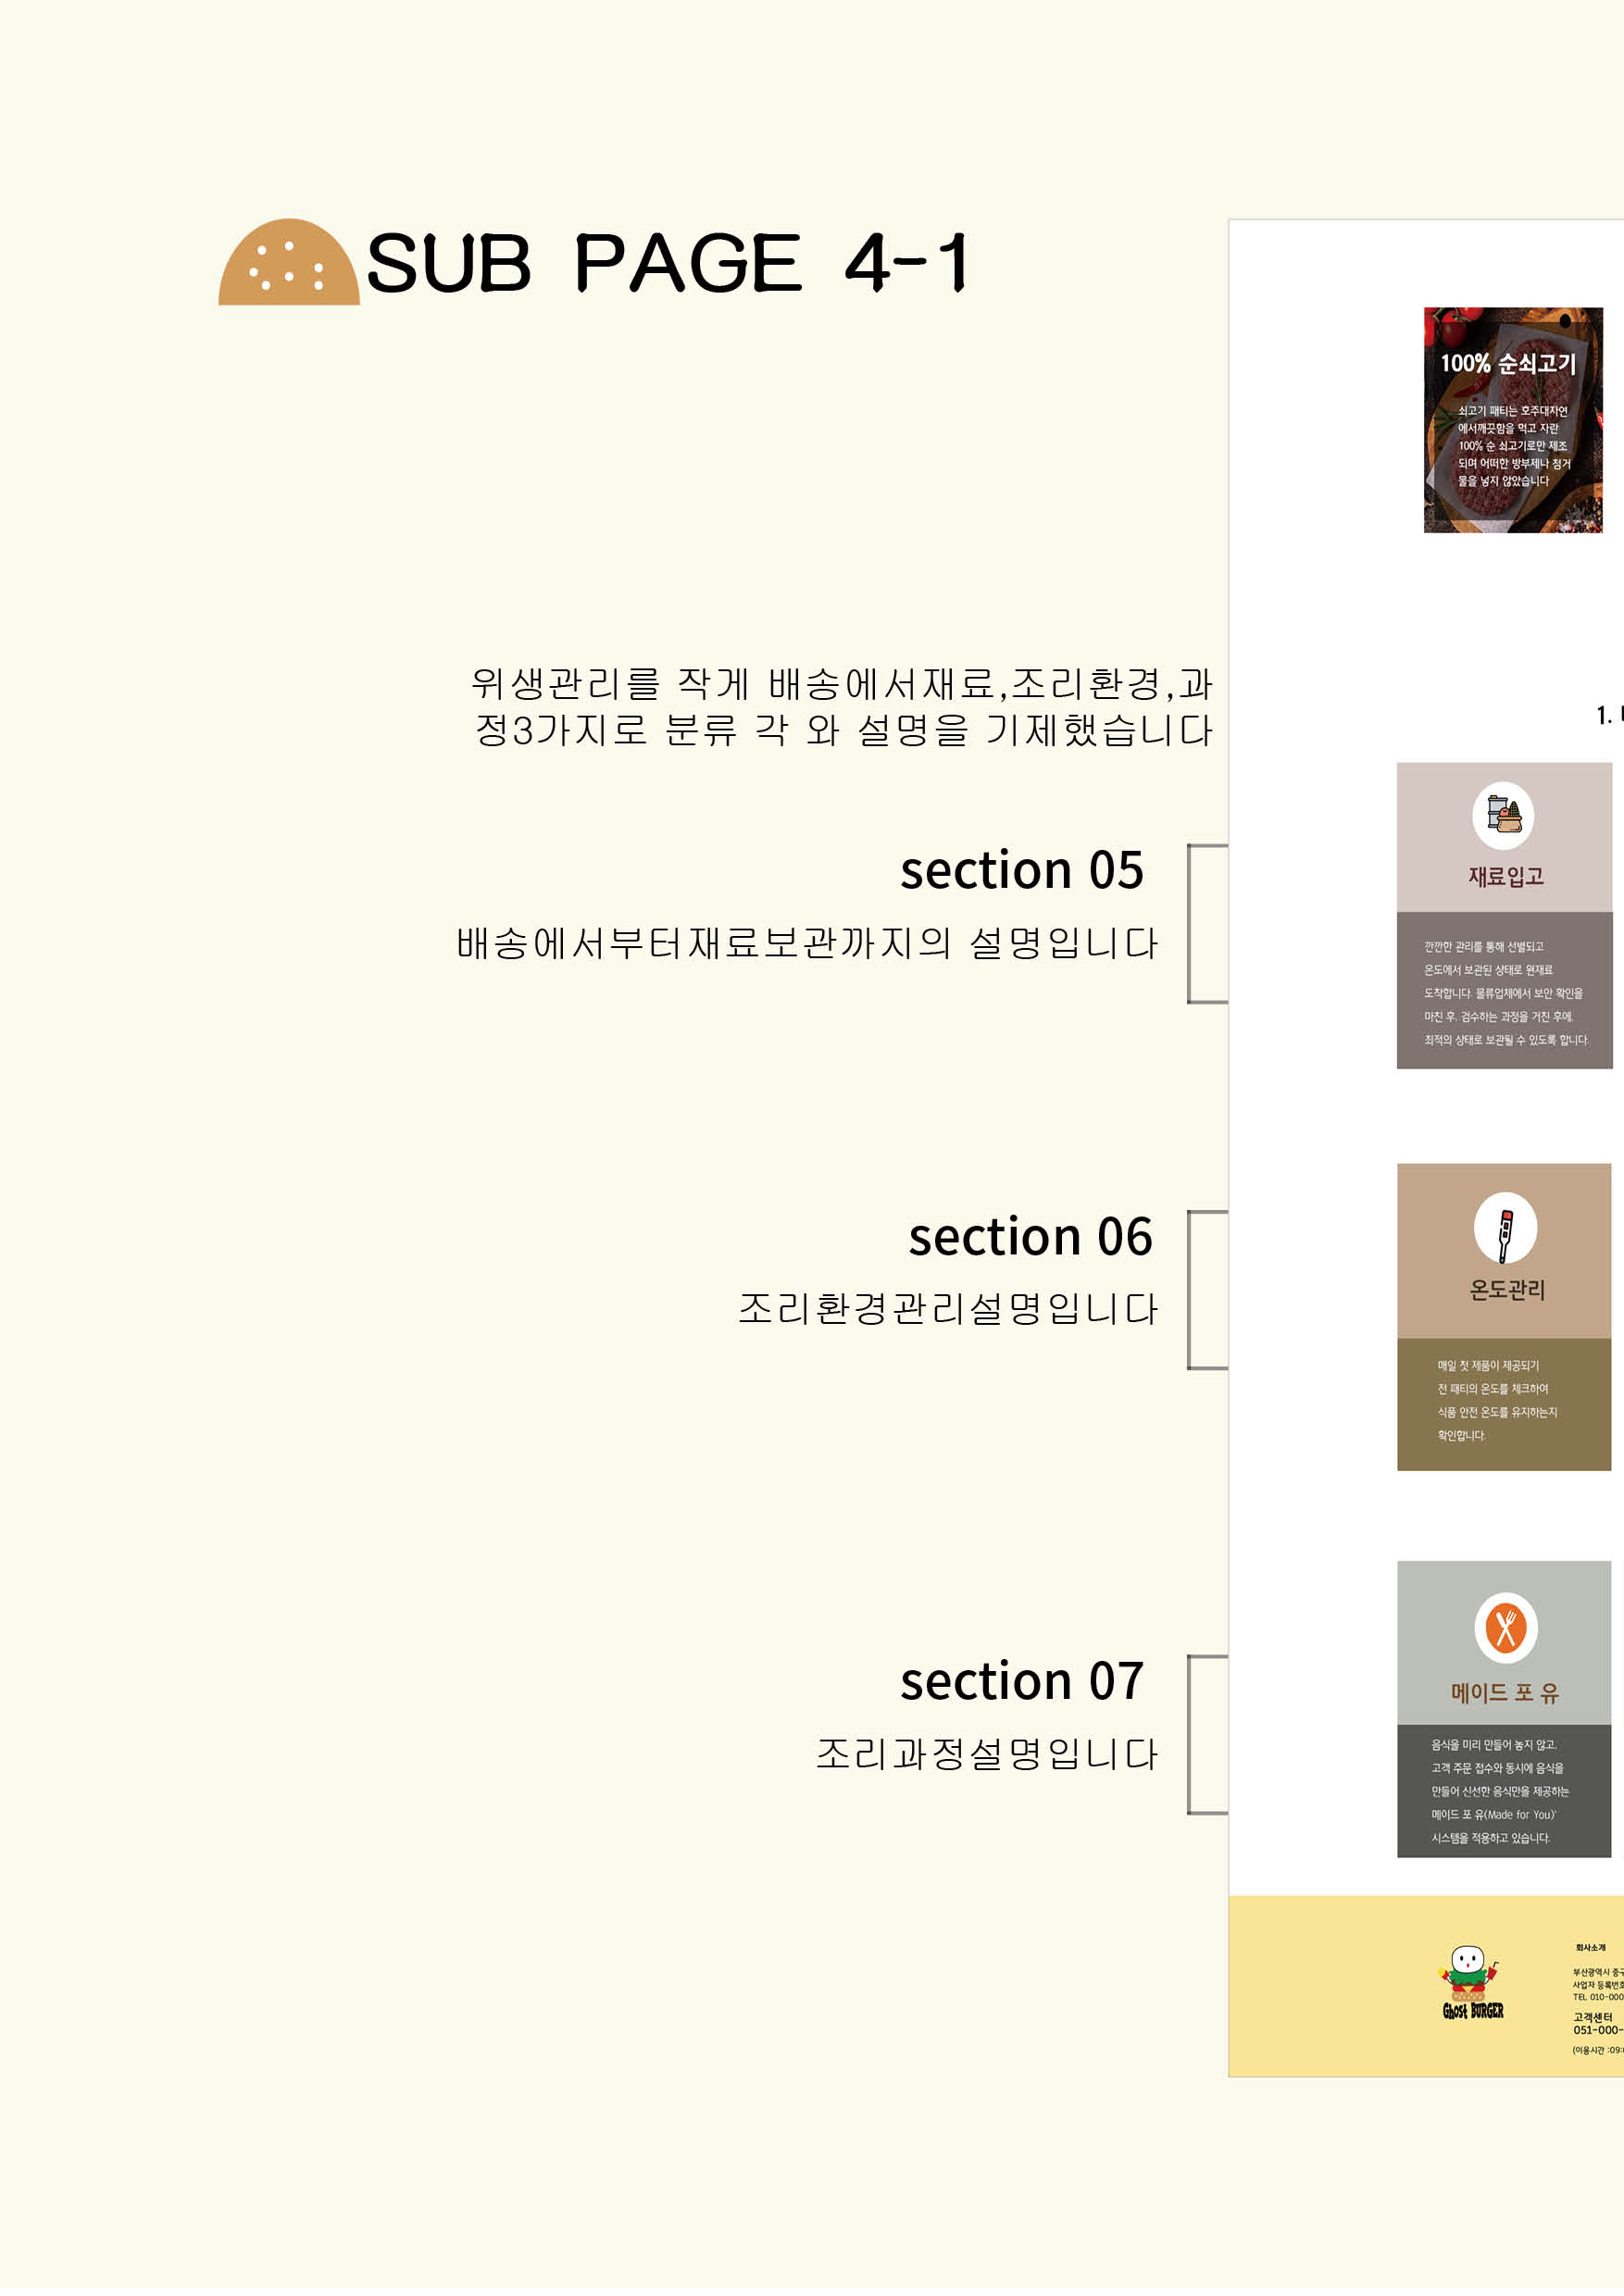 SUB PAGE 4-1
위생관리를 작게 배송에서재료,조리환경,과
정3가지로 분류 각 와 설명을 기제했습니다
section 05
배송에서부터재료보관까지의 설명입니다
section 06
조리환경관리설명입니다
section 07
조리과정설명입니다
100% 순쇠고기
쇠고기 패티는 호주대자연
에서깨끗함을 먹고 자란
100% 순 쇠고기로만 제조
되며 어떠한 방부제나 첨거
물을 넣지 않았습니다
1.
재료입고
깐깐한 관리를 통해 선별되고
온도에서 보관된 상태로 원재료
도착합니다. 물류업체에서 보안 확인을
마친 후, 검수하는 과정을 거친 후에,
최적의 상태로 보관될 수 있도록 합니다.
온도관리
매일 첫 제품이 제공되기
전 패티의 온도를 체크하여
식품 안전 온도를 유지하는지
확인합니다.
메이드 포 유
음식을 미리 만들어 놓지 않고,
고객 주문 접수와 동시에 음식을
만들어 신선한 음식만을 제공하는
메이드 포 유(Made for You)'
시스템을 적용하고 있습니다.
Ghost BURGER
회사소개
부산광역시 중구
사업자 등록번호
TEL 010-000
고객센터
051-000-
(이용시간 :09: